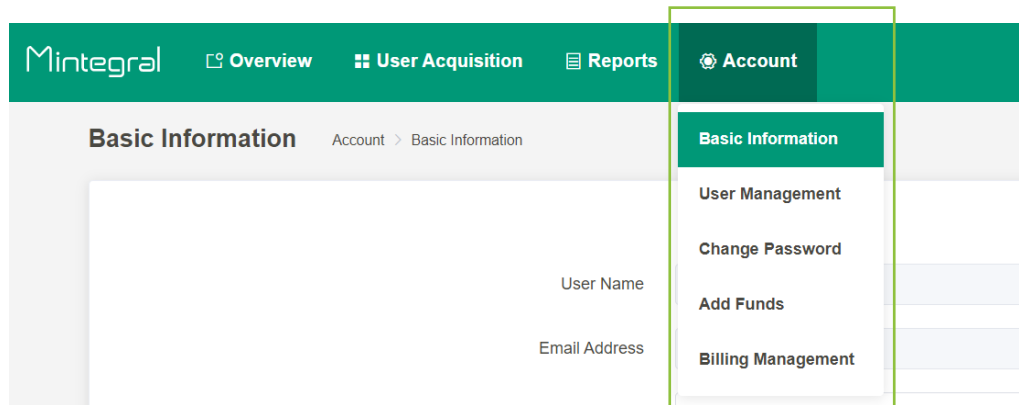 Mintegral Overview User Acquisition Reports Account
Basic Information Account > Basic Information
Basic Information
User Management
Change Password
Add Funds
Billing Management
User Name
Email Address